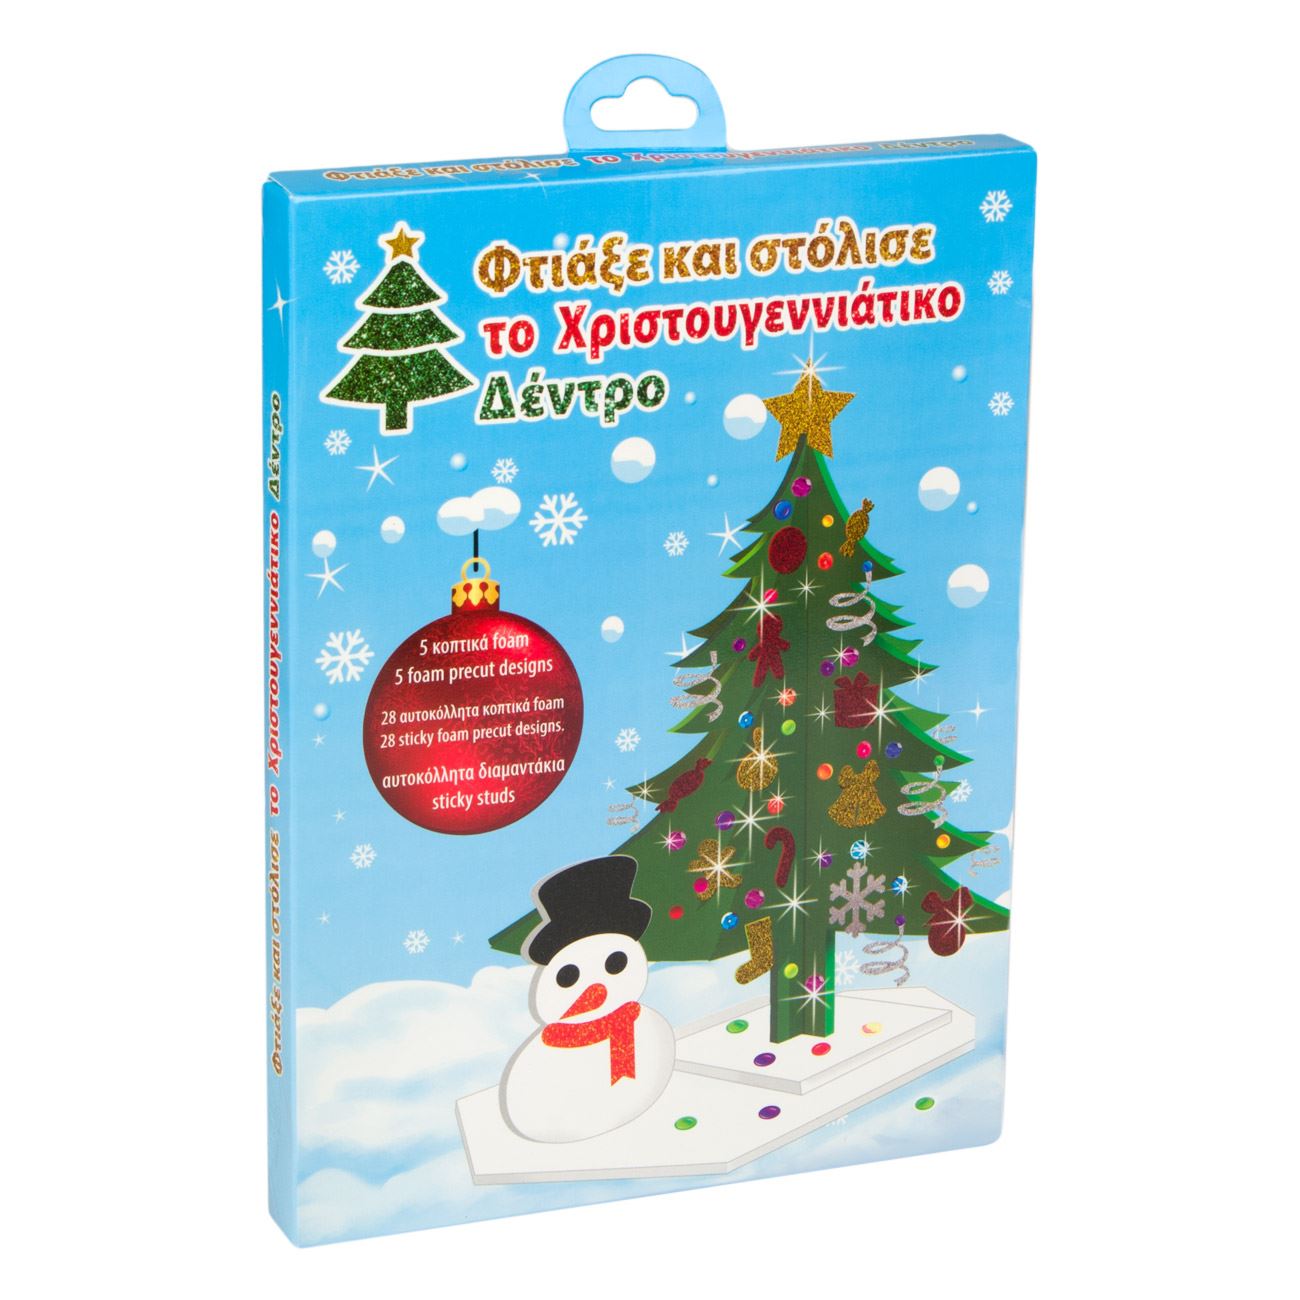 Φτιάξε και στόλισε το Χριστουγεννιάτικο Δέντρο
Φτιάξε και στόλισε
το Χριστουγεννιάτικο
Δέντρο
5 κοπτικά foam
5 foam precut designs
28 αυτοκόλλητα κοπτικά foam
28 sticky foam precut designs.
αυτοκόλλητα διαμαντάκια
sticky studs
Φτιάξε και στόλισε το Χριστουγεννιάτικο Δέντρο